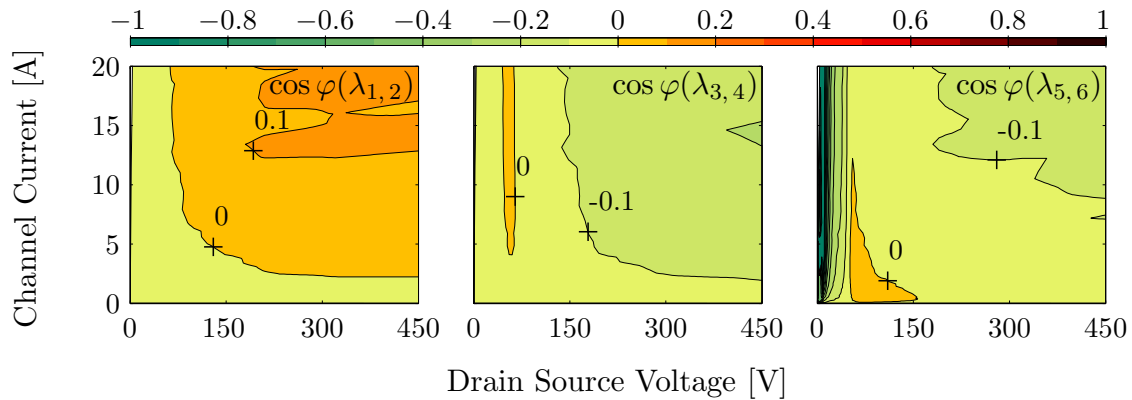 −1 −0.8 −0.6 −0.4 −0.2 0 0.2 0.4 0.6 0.8 1
Channel Current [A]
20
15
10
5
0
cos φ(λ1, 2)
0.1
0
0 150 300 450
cos φ(λ3, 4)
0
-0.1
0 150 300 450
cos φ(λ5, 6)
-0.1
0
0 150 300 450
Drain Source Voltage [V]